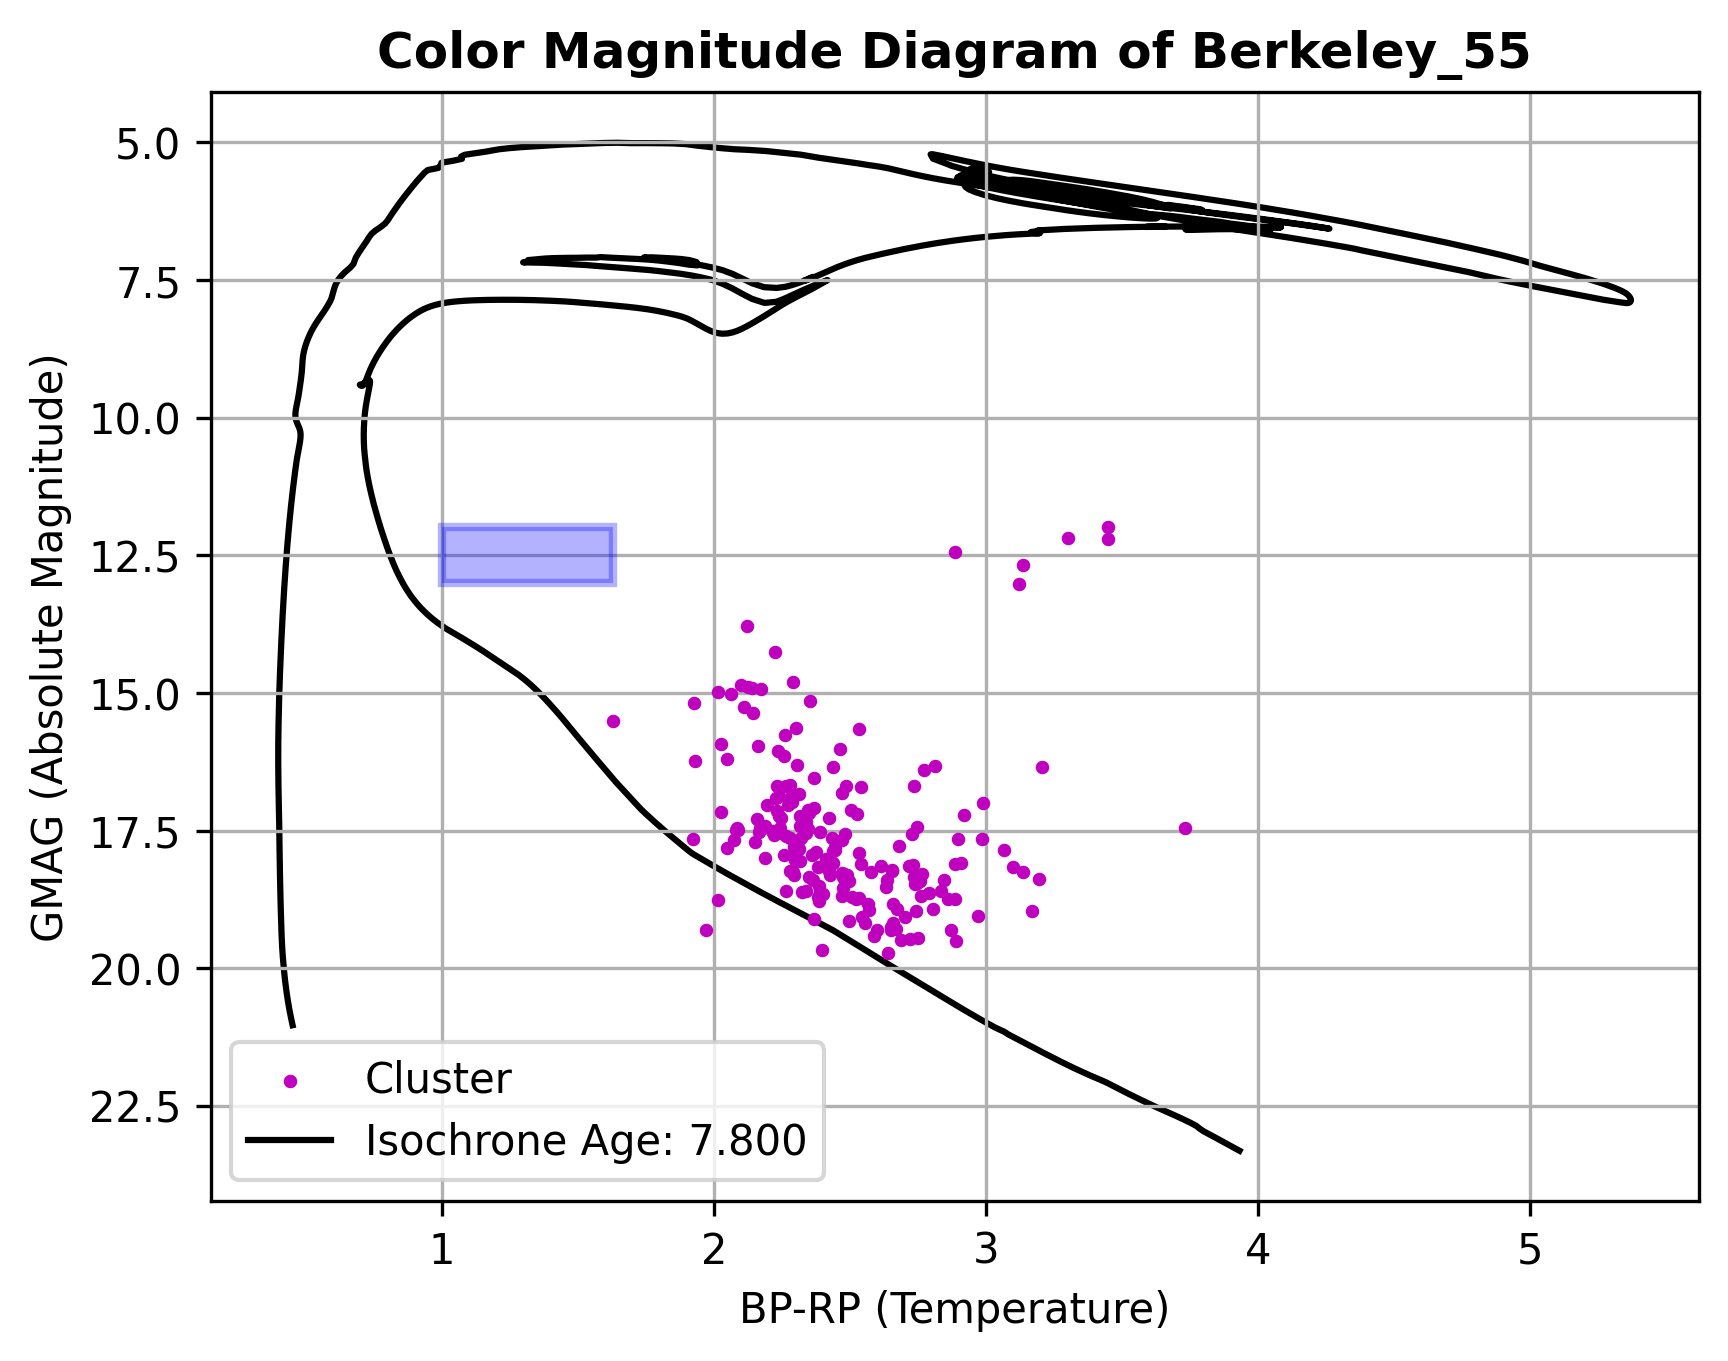 Color Magnitude Diagram of Berkeley_55
GMAG (Absolute Magnitude)
5.0
7.5
10.0
12.5
15.0
17.5
20.0
22.5
Cluster
Isochrone Age: 7.800
1 2 3 4 5
BP-RP (Temperature)